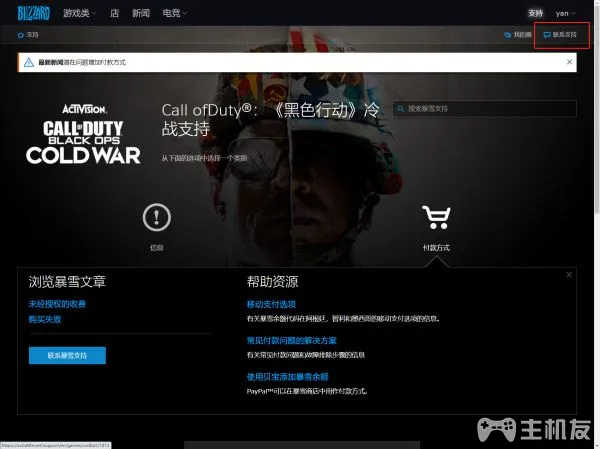 BLIZZARD 游戏类 店 新闻 电竞 支持 yan
支持 我的票 联系支持
最新新闻潜在问题增加付款方式
ACTIVISION.
CALL OF DUTY
BLACK OPS
COLD WAR
Call ofDuty®：《黑色行动》冷
战支持
搜索暴雪支持
从下面的选项中选择一个类别
信息
付款方式
浏览暴雪文章
未经授权的收费
购买失败
联系暴雪支持
帮助资源
移动支付选项
有关暴雪余额代码在阿根廷，智利和墨西哥的移动支付选项的信息。
常见付款问题的解决方案
有关常见付款问题和故障排除步骤的信息
使用贝宝添加暴雪余额
PayPal™可以在暴雪商店中用作付款方式。
主机友